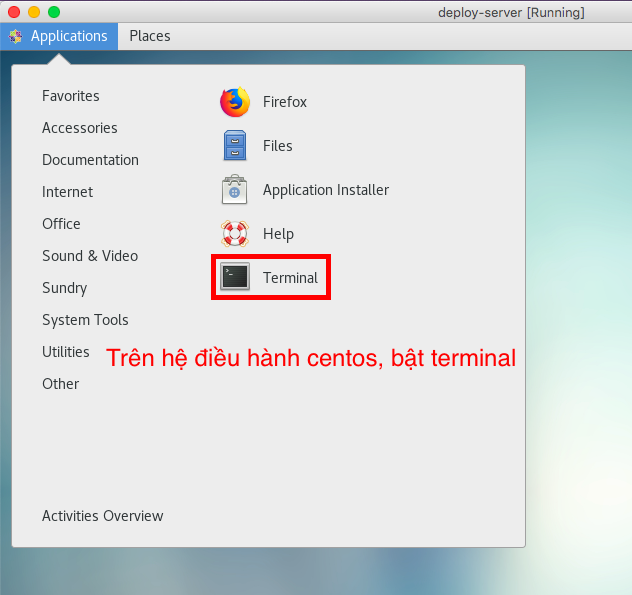 deploy-server [Running]
Applications Places
Favorites
Accessories
Documentation
Internet
Office
Sound & Video
Sundry
System Tools
Utilities
Other
Activities Overview
Firefox
Files
Application Installer
Help
>_
Terminal
Trên hệ điều hành centos, bật terminal